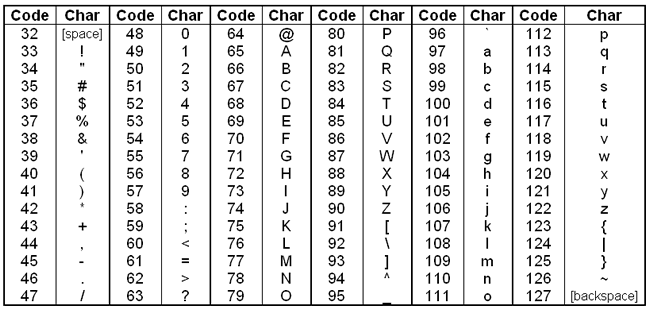 Code Char Code Char Code Char Code Char Code Char Code Char
32 [space] 48 0 64 @ 80 P 96 ` 112 p
33 ! 49 1 65 A 81 Q 97 a 113 q
34 " 50 2 66 B 82 R 98 b 114 r
35 # 51 3 67 C 83 S 99 c 115 s
36 $ 52 4 68 D 84 T 100 d 116 t
37 % 53 5 69 E 85 U 101 e 117 u
38 & 54 6 70 F 86 V 102 f 118 v
39 ' 55 7 71 G 87 W 103 g 119 w
40 ( 56 8 72 H 88 X 104 h 120 x
41 ) 57 9 73 I 89 Y 105 i 121 y
42 * 58 : 74 J 90 Z 106 j 122 z
43 + 59 ; 75 K 91 [ 107 k 123 {
44 , 60 < 76 L 92 \ 108 l 124 |
45 - 61 = 77 M 93 ] 109 m 125 }
46 . 62 > 78 N 94 ^ 110 n 126 ~
47 / 63 ? 79 O 95 _ 111 o 127 [backspace]